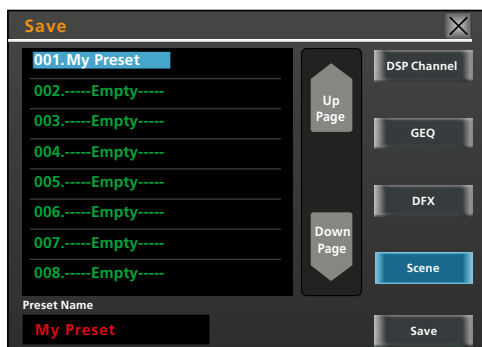 Save
001.My Preset
002.-----Empty-----
003.-----Empty-----
004.-----Empty-----
005.-----Empty-----
006.-----Empty-----
007.-----Empty-----
008.-----Empty-----
Up
Page
Down
Page
DSP Channel
GEQ
DFX
Scene
Preset Name
My Preset
Save